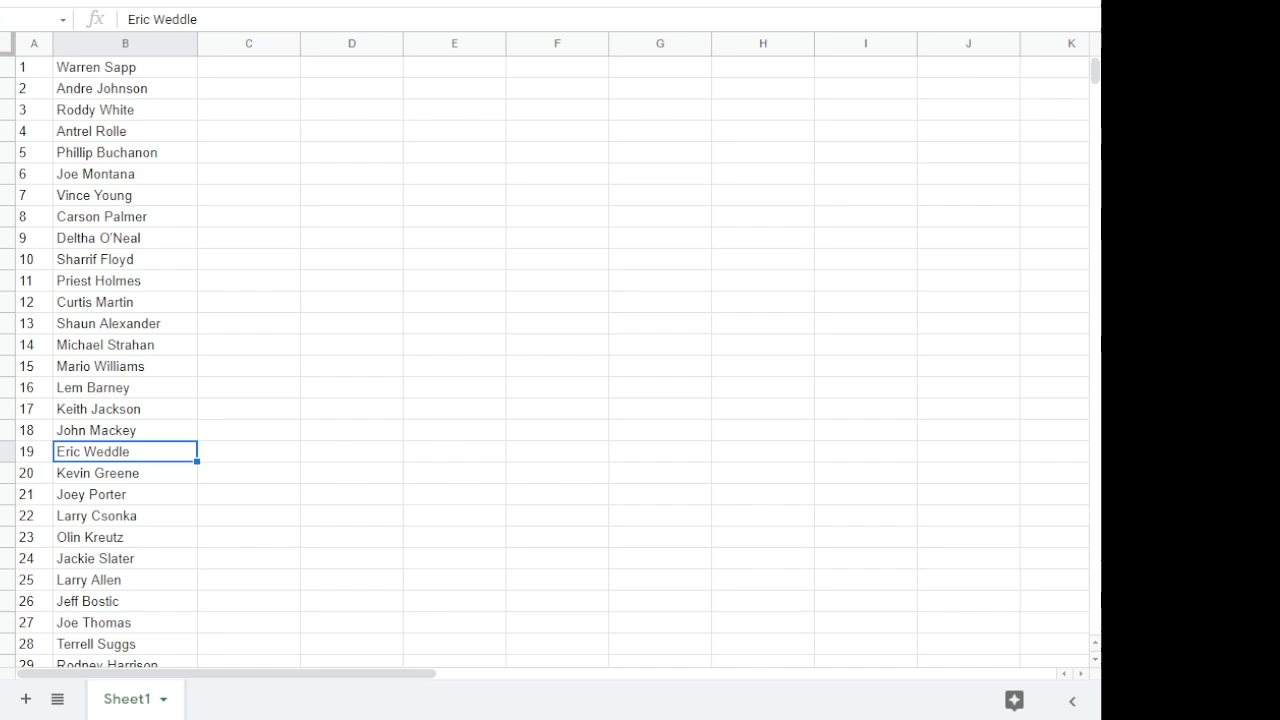 fx Eric Weddle
A B C D E F G H I J K
1 Warren Sapp
2 Andre Johnson
3 Roddy White
4 Antrel Rolle
5 Phillip Buchanon
6 Joe Montana
7 Vince Young
8 Carson Palmer
9 Deltha O'Neal
10 Sharrif Floyd
11 Priest Holmes
12 Curtis Martin
13 Shaun Alexander
14 Michael Strahan
15 Mario Williams
16 Lem Barney
17 Keith Jackson
18 John Mackey
19 Eric Weddle
20 Kevin Greene
21 Joey Porter
22 Larry Csonka
23 Olin Kreutz
24 Jackie Slater
25 Larry Allen
26 Jeff Bostic
27 Joe Thomas
28 Terrell Suggs
29 Rodney Harrison
Sheet1